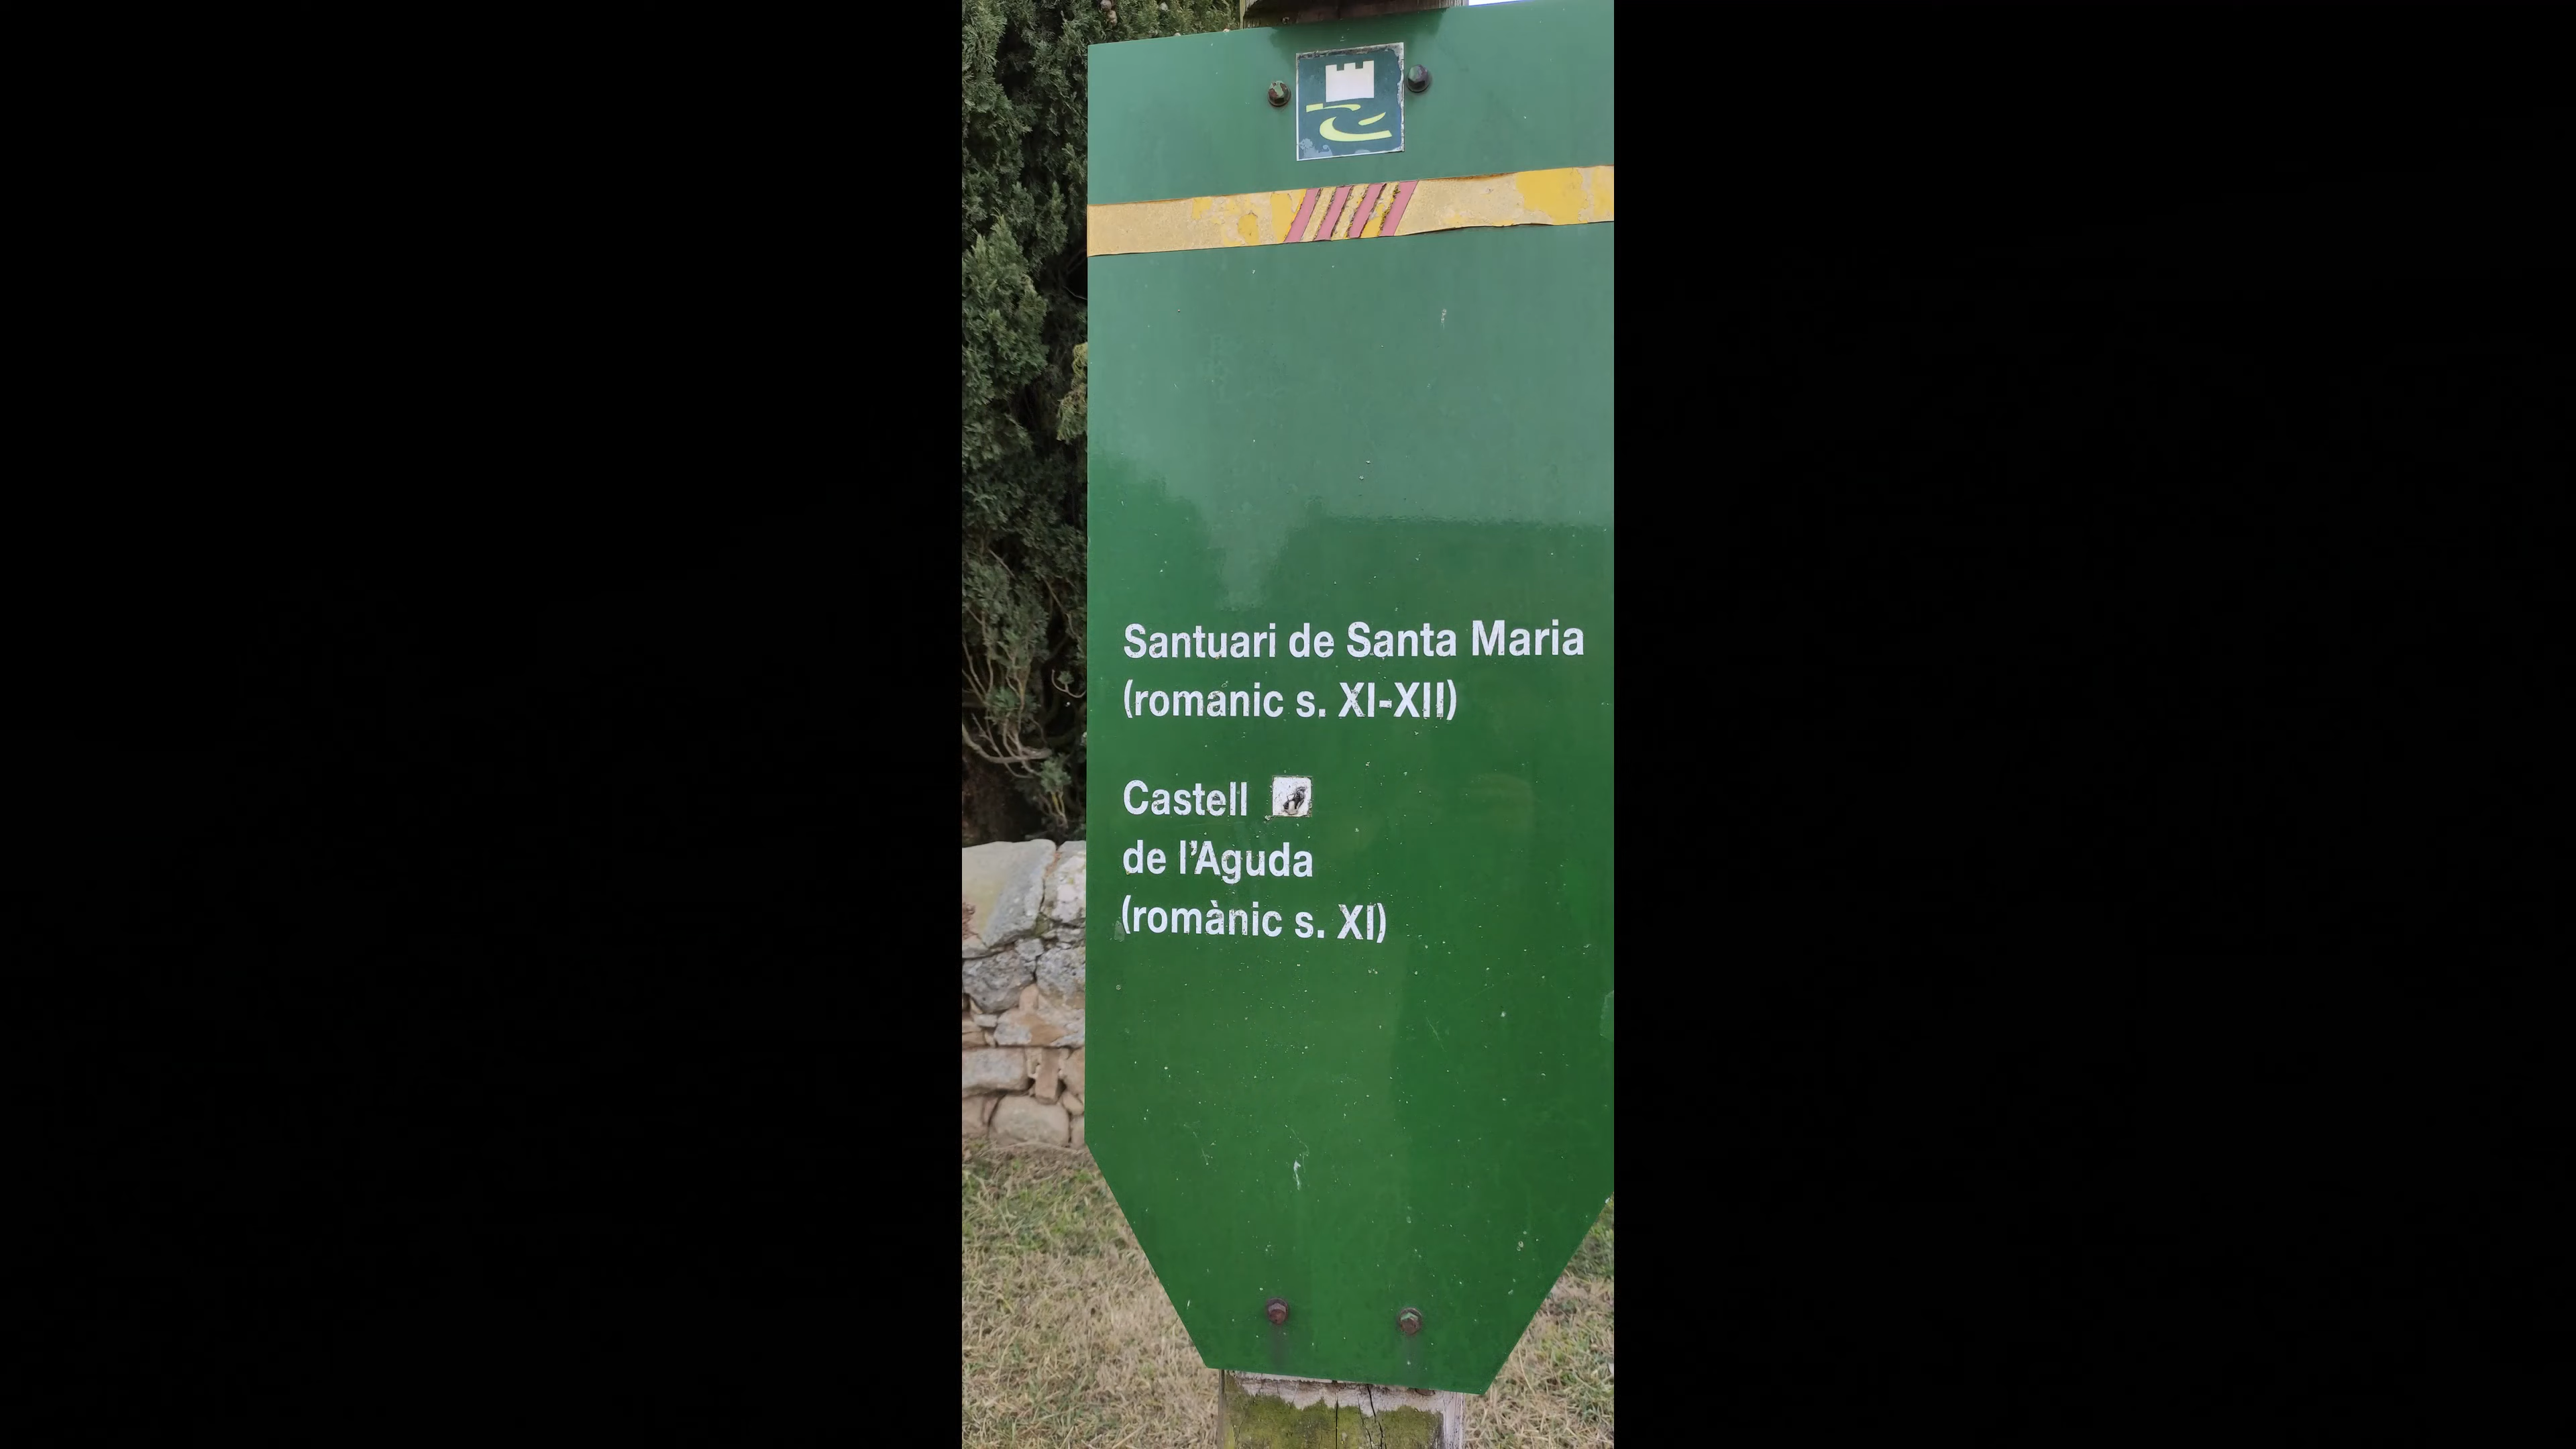 Santuari de Santa Maria
(romanic s. XI-XII)
Castell
de l'Aguda
(romànic s. XI)